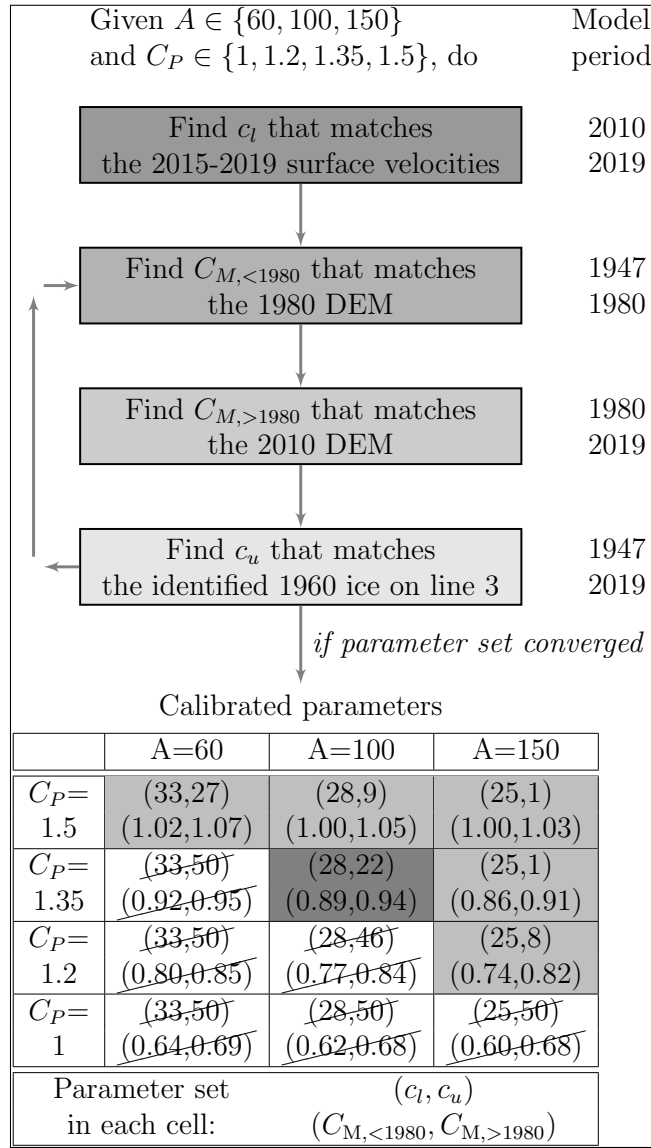 Given A ∈ {60, 100, 150} Model
and C_P ∈ {1, 1.2, 1.35, 1.5}, do period
Find c_l that matches 2010
the 2015-2019 surface velocities 2019
Find C_{M,<1980} that matches 1947
the 1980 DEM 1980
Find C_{M,>1980} that matches 1980
the 2010 DEM 2019
Find c_u that matches 1947
the identified 1960 ice on line 3 2019
if parameter set converged
Calibrated parameters
A=60 A=100 A=150
C_P= (33,27) (28,9) (25,1)
1.5 (1.02,1.07) (1.00,1.05) (1.00,1.03)
C_P= (33,50) (28,22) (25,1)
1.35 (0.92,0.95) (0.89,0.94) (0.86,0.91)
C_P= (33,50) (28,46) (25,8)
1.2 (0.80,0.85) (0.77,0.84) (0.74,0.82)
C_P= (33,50) (28,50) (25,50)
1 (0.64,0.69) (0.62,0.68) (0.60,0.68)
Parameter set (c_l, c_u)
in each cell: (C_{M,<1980}, C_{M,>1980})